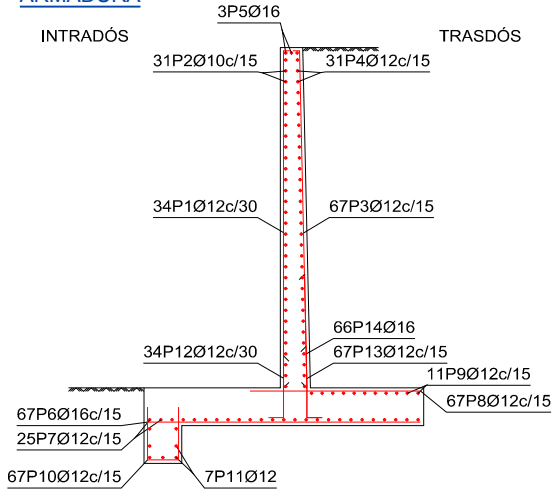 ARMADURA
3P5Ø16
INTRADÓS
TRASDÓS
31P2Ø10c/15
31P4Ø12c/15
34P1Ø12c/30
67P3Ø12c/15
66P14Ø16
34P12Ø12c/30
67P13Ø12c/15
11P9Ø12c/15
67P8Ø12c/15
67P6Ø16c/15
25P7Ø12c/15
67P10Ø12c/15
7P11Ø12